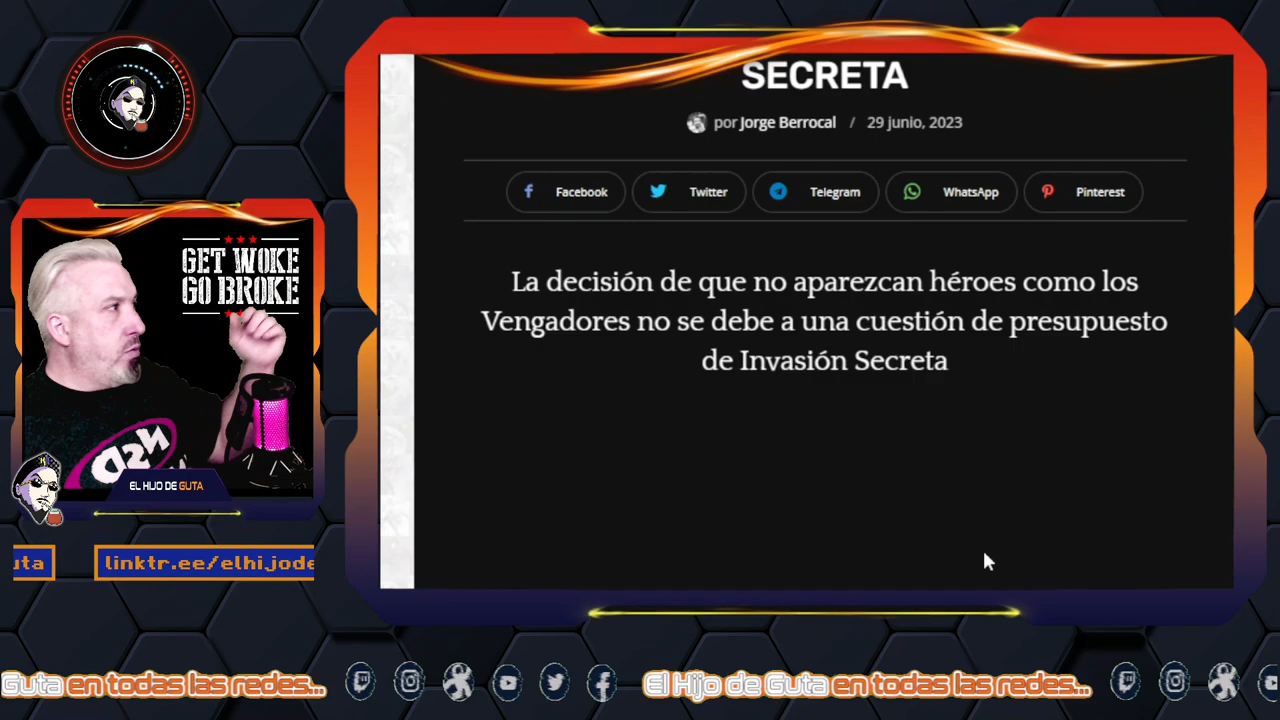 SECRETA
por Jorge Berrocal / 29 junio, 2023
Facebook Twitter Telegram WhatsApp Pinterest
La decisión de que no aparezcan héroes como los
Vengadores no se debe a una cuestión de presupuesto
de Invasión Secreta
GET WOKE
GO BROKE
NSD
EL HIJO DE GUTA
uta linktr.ee/elhijode
Guta en todas las redes... El Hijo de Guta en todas las redes...